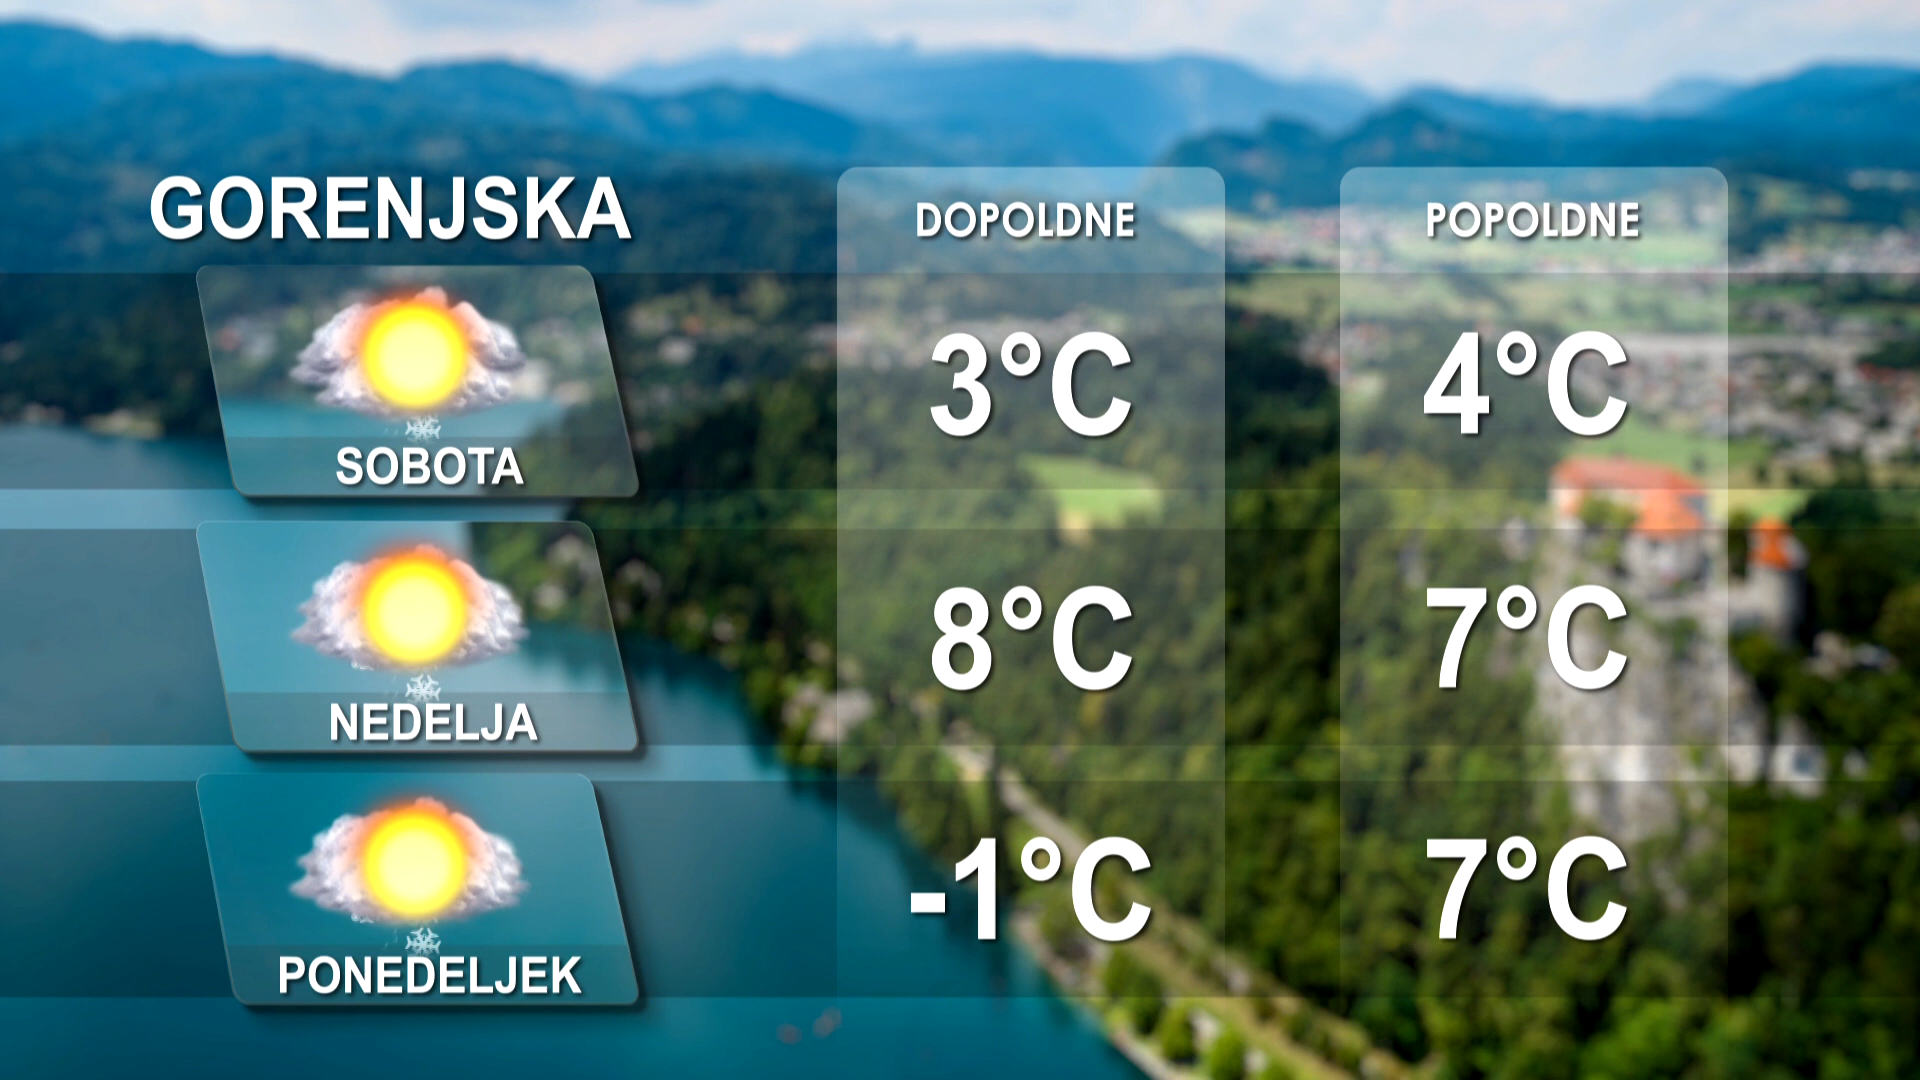 GORENJSKA
DOPOLDNE
POPOLDNE
SOBOTA
3°C
4°C
NEDELJA
8°C
7°C
PONEDELJEK
-1°C
7°C